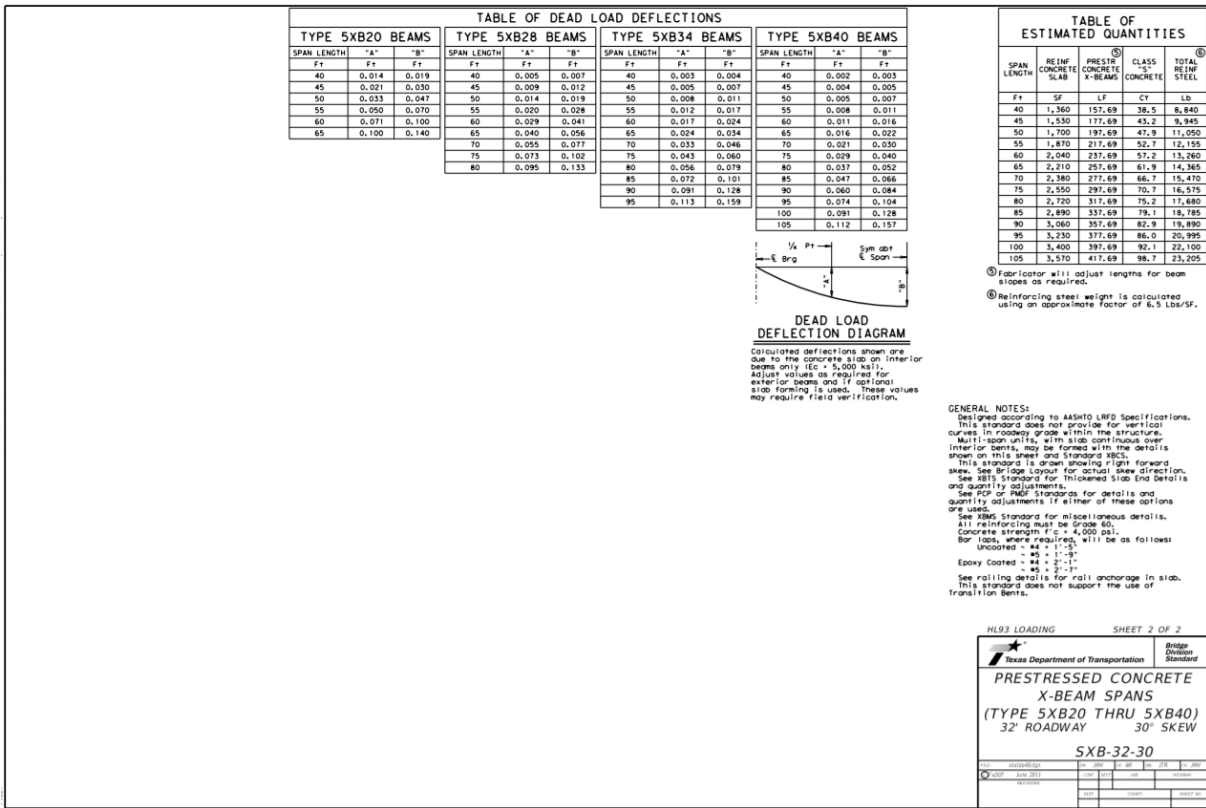 TABLE OF DEAD LOAD DEFLECTIONS
TYPE 5XB20 BEAMS
SPAN LENGTH "A" "B"
Ft Ft Ft
40 0.014 0.019
45 0.021 0.030
50 0.033 0.047
55 0.050 0.070
60 0.071 0.100
65 0.100 0.140
TYPE 5XB28 BEAMS
SPAN LENGTH "A" "B"
Ft Ft Ft
40 0.005 0.007
45 0.009 0.012
50 0.014 0.019
55 0.020 0.028
60 0.029 0.041
65 0.040 0.056
70 0.055 0.077
75 0.073 0.102
80 0.095 0.133
TYPE 5XB34 BEAMS
SPAN LENGTH "A" "B"
Ft Ft Ft
40 0.003 0.004
45 0.005 0.007
50 0.008 0.011
55 0.012 0.017
60 0.017 0.024
65 0.024 0.034
70 0.033 0.046
75 0.043 0.060
80 0.056 0.079
85 0.072 0.101
90 0.091 0.128
95 0.113 0.159
TYPE 5XB40 BEAMS
SPAN LENGTH "A" "B"
Ft Ft Ft
40 0.002 0.003
45 0.004 0.005
50 0.005 0.007
55 0.008 0.011
60 0.011 0.016
65 0.016 0.022
70 0.021 0.030
75 0.029 0.040
80 0.037 0.052
85 0.047 0.066
90 0.060 0.084
95 0.074 0.104
100 0.091 0.128
105 0.112 0.157
¼ Pt
Sym abt
℄ Brg
℄ Span
"A"
"B"
DEAD LOAD
DEFLECTION DIAGRAM
Calculated deflections shown are
due to the concrete slab on interior
beams only (Ec = 5,000 ksi).
Adjust values as required for
exterior beams and if optional
slab forming is used. These values
may require field verification.
TABLE OF
ESTIMATED QUANTITIES
SPAN LENGTH
REINF CONCRETE SLAB
⑤ PRESTR CONCRETE X-BEAMS
CLASS "S" CONCRETE
⑥ TOTAL REINF STEEL
Ft SF LF CY Lb
40 1,360 157.69 38.5 8,840
45 1,530 177.69 43.2 9,945
50 1,700 197.69 47.9 11,050
55 1,870 217.69 52.7 12,155
60 2,040 237.69 57.2 13,260
65 2,210 257.69 61.9 14,365
70 2,380 277.69 66.7 15,470
75 2,550 297.69 70.7 16,575
80 2,720 317.69 75.2 17,680
85 2,890 337.69 79.1 18,785
90 3,060 357.69 82.9 19,890
95 3,230 377.69 86.0 20,995
100 3,400 397.69 92.1 22,100
105 3,570 417.69 98.7 23,205
⑤ Fabricator will adjust lengths for beam
slopes as required.
⑥ Reinforcing steel weight is calculated
using an approximate factor of 6.5 Lbs/SF.
GENERAL NOTES:
Designed according to AASHTO LRFD Specifications.
This standard does not provide for vertical
curves in roadway grade within the structure.
Multi-span units, with slab continuous over
interior bents, may be formed with the details
shown on this sheet and Standard XBCS.
This standard is drawn showing right forward
skew. See Bridge Layout for actual skew direction.
See XBTS Standard for Thickened Slab End Details
and quantity adjustments.
See PCP or PMDF Standards for details and
quantity adjustments if either of these options
are used.
See XBMS Standard for miscellaneous details.
All reinforcing must be Grade 60.
Concrete strength f'c = 4,000 psi.
Bar laps, where required, will be as follows:
Uncoated ~ #4 = 1'-5"
~ #5 = 1'-9"
Epoxy Coated ~ #4 = 2'-1"
~ #5 = 2'-7"
See railing details for rail anchorage in slab.
This standard does not support the use of
Transition Bents.
HL93 LOADING SHEET 2 OF 2
Texas Department of Transportation
Bridge
Division
Standard
PRESTRESSED CONCRETE
X-BEAM SPANS
(TYPE 5XB20 THRU 5XB40)
32' ROADWAY 30° SKEW
SXB-32-30
©TxDOT June 2011
REVISIONS
CONT SECT JOB HIGHWAY
DIST COUNTY SHEET NO.